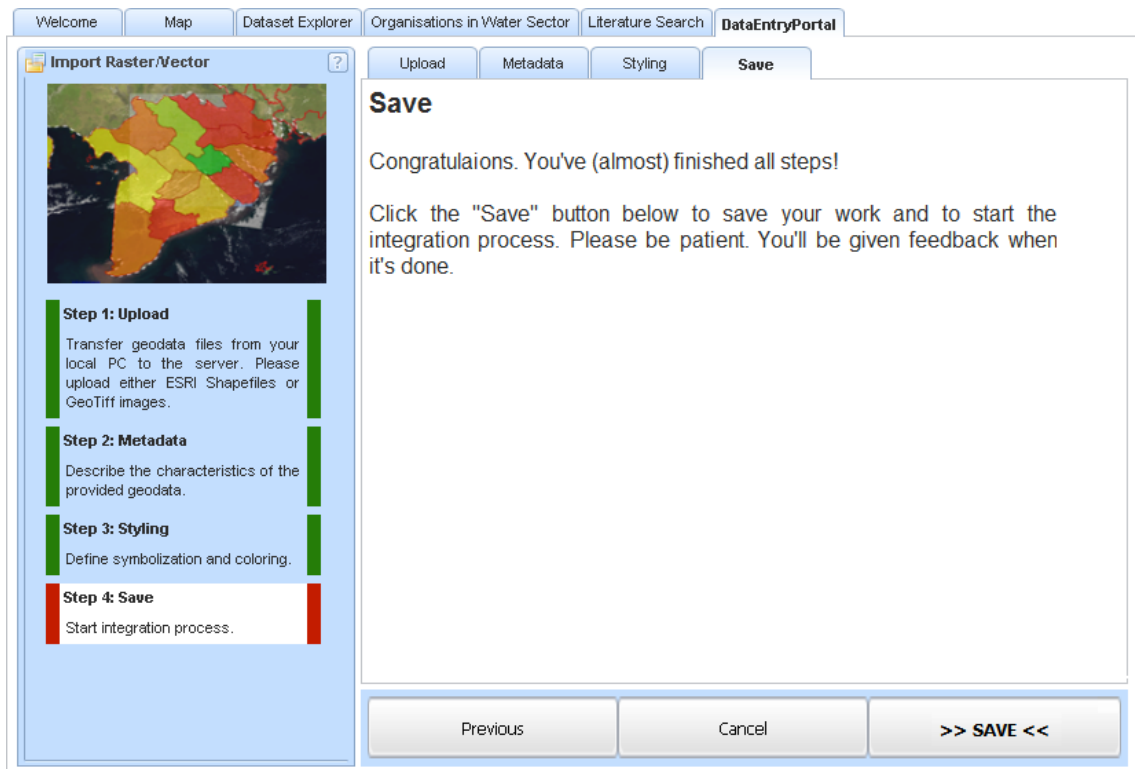 Welcome Map Dataset Explorer Organisations in Water Sector Literature Search DataEntryPortal
Import Raster/Vector ?
Step 1: Upload
Transfer geodata files from your
local PC to the server. Please
upload either ESRI Shapefiles or
GeoTiff images.
Step 2: Metadata
Describe the characteristics of the
provided geodata.
Step 3: Styling
Define symbolization and coloring.
Step 4: Save
Start integration process.
Upload Metadata Styling Save
Save
Congratulaions. You've (almost) finished all steps!
Click the "Save" button below to save your work and to start the
integration process. Please be patient. You'll be given feedback when
it's done.
Previous Cancel >> SAVE <<